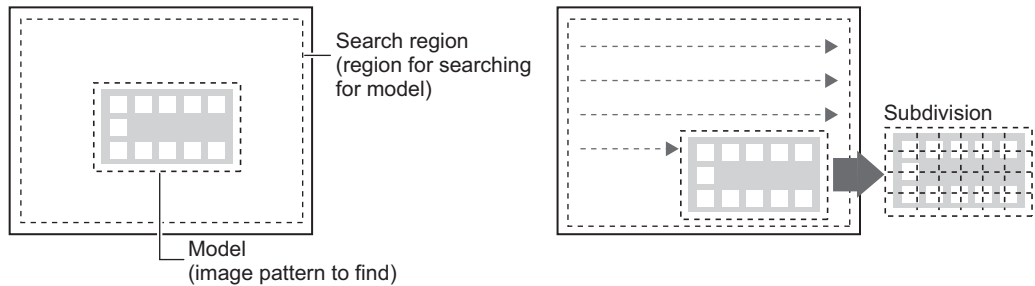 Search region
(region for searching
for model)
Model
(image pattern to find)
Subdivision